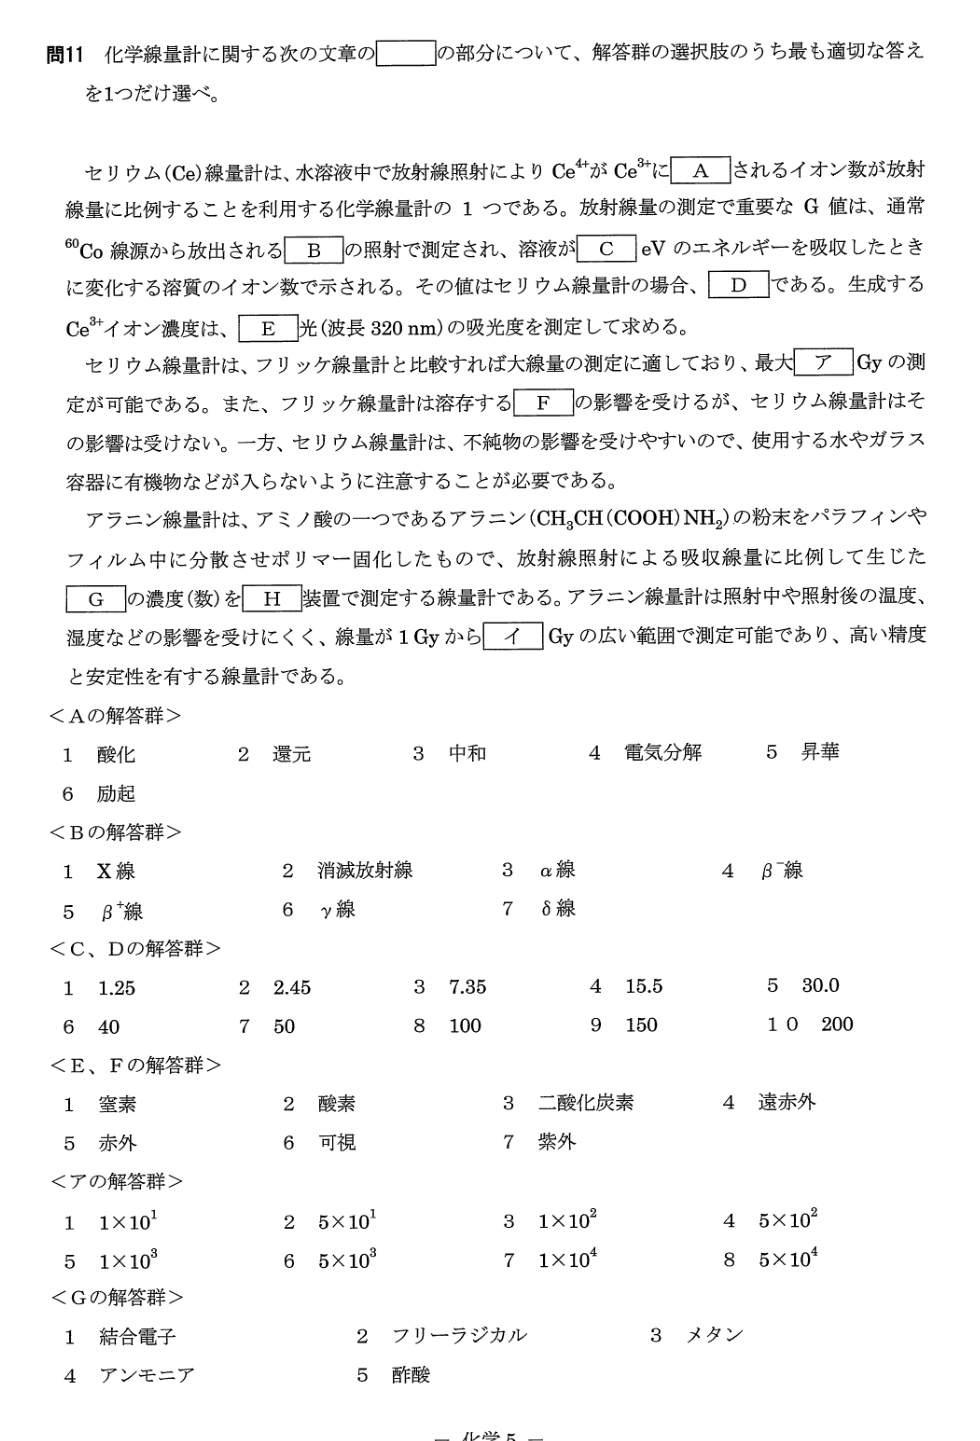 問11　化学線量計に関する次の文章の　　の部分について、解答群の選択肢のうち最も適切な答え
を1つだけ選べ。
セリウム(Ce)線量計は、水溶液中で放射線照射により Ce⁴⁺が Ce³⁺に A されるイオン数が放射
線量に比例することを利用する化学線量計の 1 つである。放射線量の測定で重要な G 値は、通常
⁶⁰Co 線源から放出される B の照射で測定され、溶液が C eV のエネルギーを吸収したとき
に変化する溶質のイオン数で示される。その値はセリウム線量計の場合、 D である。生成する
Ce³⁺イオン濃度は、 E 光(波長 320 nm)の吸光度を測定して求める。
セリウム線量計は、フリッケ線量計と比較すれば大線量の測定に適しており、最大 ア Gy の測
定が可能である。また、フリッケ線量計は溶存する F の影響を受けるが、セリウム線量計はそ
の影響は受けない。一方、セリウム線量計は、不純物の影響を受けやすいので、使用する水やガラス
容器に有機物などが入らないように注意することが必要である。
アラニン線量計は、アミノ酸の一つであるアラニン(CH₃CH(COOH)NH₂)の粉末をパラフィンや
フィルム中に分散させポリマー固化したもので、放射線照射による吸収線量に比例して生じた
G の濃度(数)を H 装置で測定する線量計である。アラニン線量計は照射中や照射後の温度、
湿度などの影響を受けにくく、線量が 1 Gy から イ Gy の広い範囲で測定可能であり、高い精度
と安定性を有する線量計である。
＜Aの解答群＞
1　酸化　2　還元　3　中和　4　電気分解　5　昇華
6　励起
＜Bの解答群＞
1　X 線　2　消滅放射線　3　α線　4　β⁻線
5　β⁺線　6　γ線　7　δ線
＜C、Dの解答群＞
1　1.25　2　2.45　3　7.35　4　15.5　5　30.0
6　40　7　50　8　100　9　150　10　200
＜E、Fの解答群＞
1　窒素　2　酸素　3　二酸化炭素　4　遠赤外
5　赤外　6　可視　7　紫外
＜アの解答群＞
1　1×10¹　2　5×10¹　3　1×10²　4　5×10²
5　1×10³　6　5×10³　7　1×10⁴　8　5×10⁴
＜Gの解答群＞
1　結合電子　2　フリーラジカル　3　メタン
4　アンモニア　5　酢酸
― 化学 5 ―